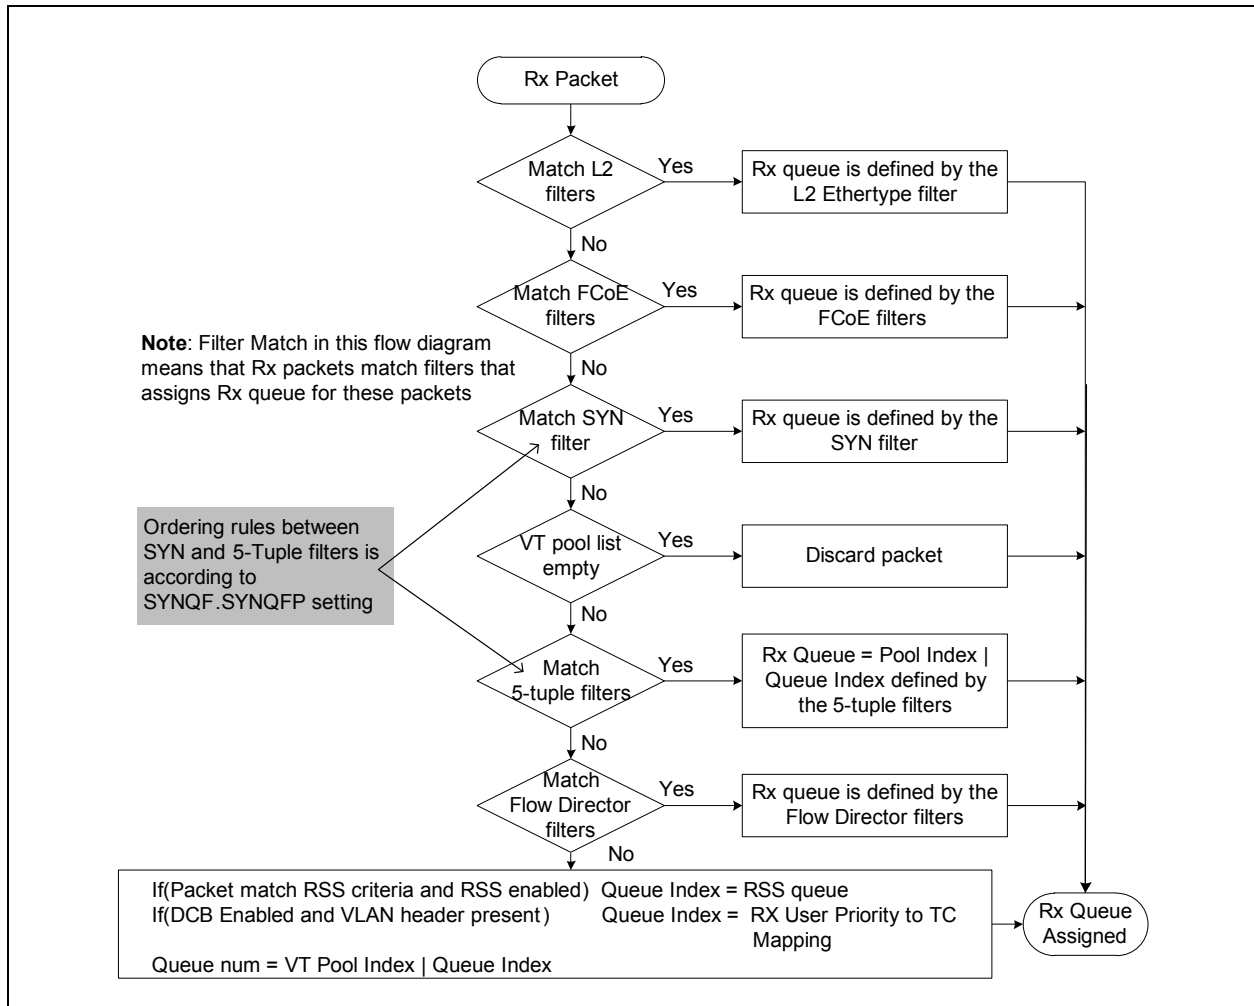 Rx Packet
Match L2
filters
Yes
Rx queue is defined by the
L2 Ethertype filter
No
Match FCoE
filters
Yes
Rx queue is defined by the
FCoE filters
Note: Filter Match in this flow diagram
means that Rx packets match filters that
assigns Rx queue for these packets
No
Match SYN
filter
Yes
Rx queue is defined by the
SYN filter
No
Ordering rules between
SYN and 5-Tuple filters is
according to
SYNQF.SYNQFP setting
VT pool list
empty
Yes
Discard packet
No
Match
5-tuple filters
Yes
Rx Queue = Pool Index |
Queue Index defined by
the 5-tuple filters
No
Match
Flow Director
filters
Yes
Rx queue is defined by the
Flow Director filters
No
If(Packet match RSS criteria and RSS enabled) Queue Index = RSS queue
If(DCB Enabled and VLAN header present) Queue Index = RX User Priority to TC
Mapping
Queue num = VT Pool Index | Queue Index
Rx Queue
Assigned